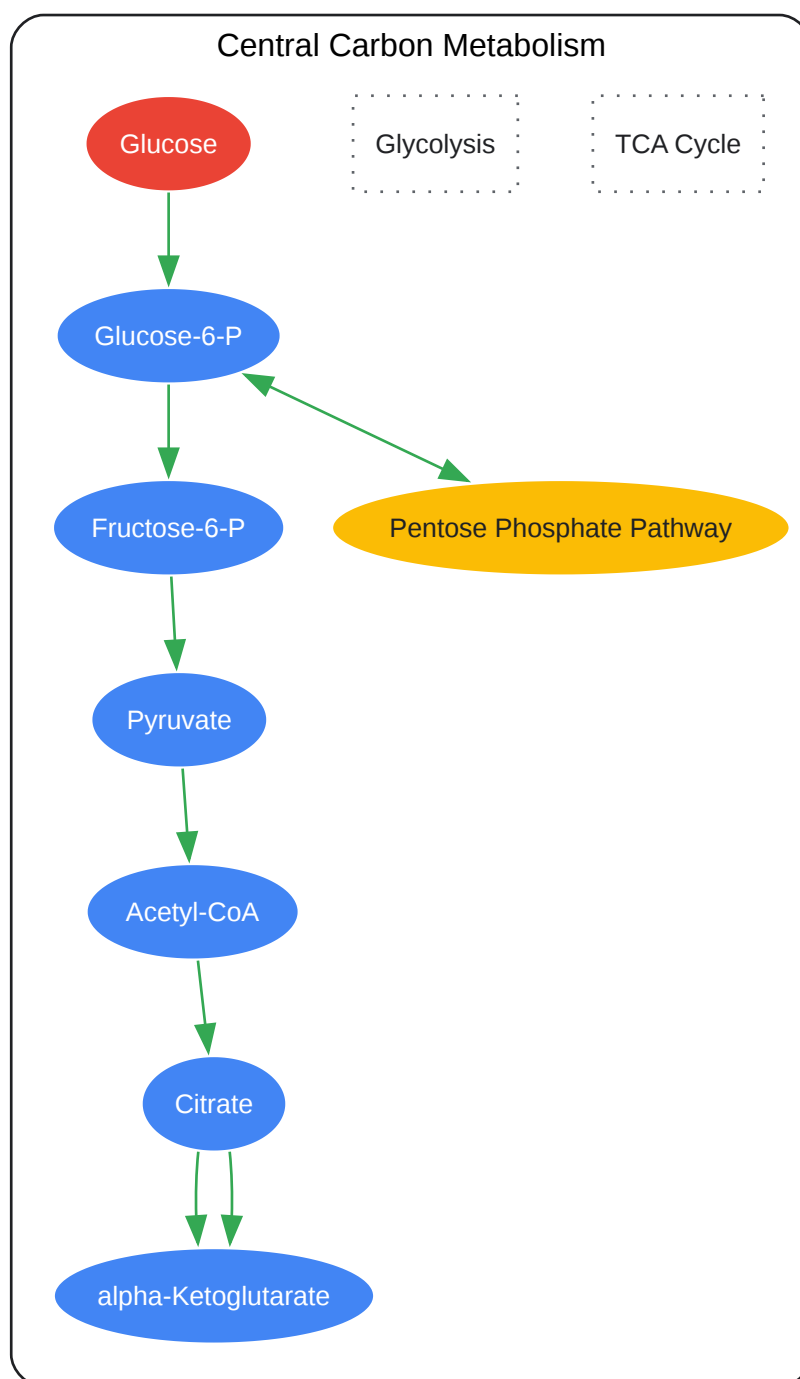 Central Carbon Metabolism
Glucose
Glycolysis
TCA Cycle
Glucose-6-P
Fructose-6-P
Pentose Phosphate Pathway
Pyruvate
Acetyl-CoA
Citrate
alpha-Ketoglutarate